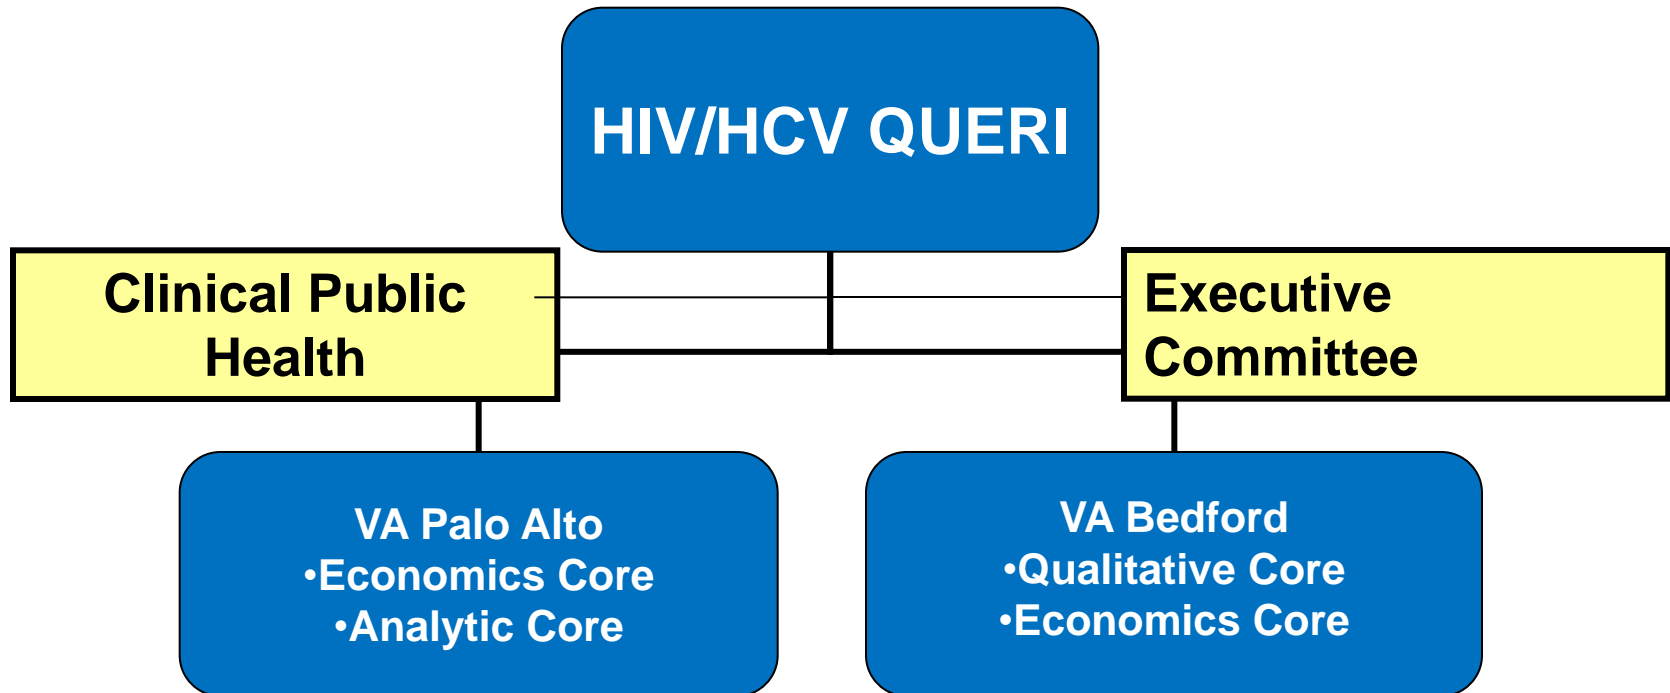 HIV/HCV QUERI
Clinical Public
Health
Executive
Committee
VA Palo Alto
•Economics Core
•Analytic Core
VA Bedford
•Qualitative Core
•Economics Core